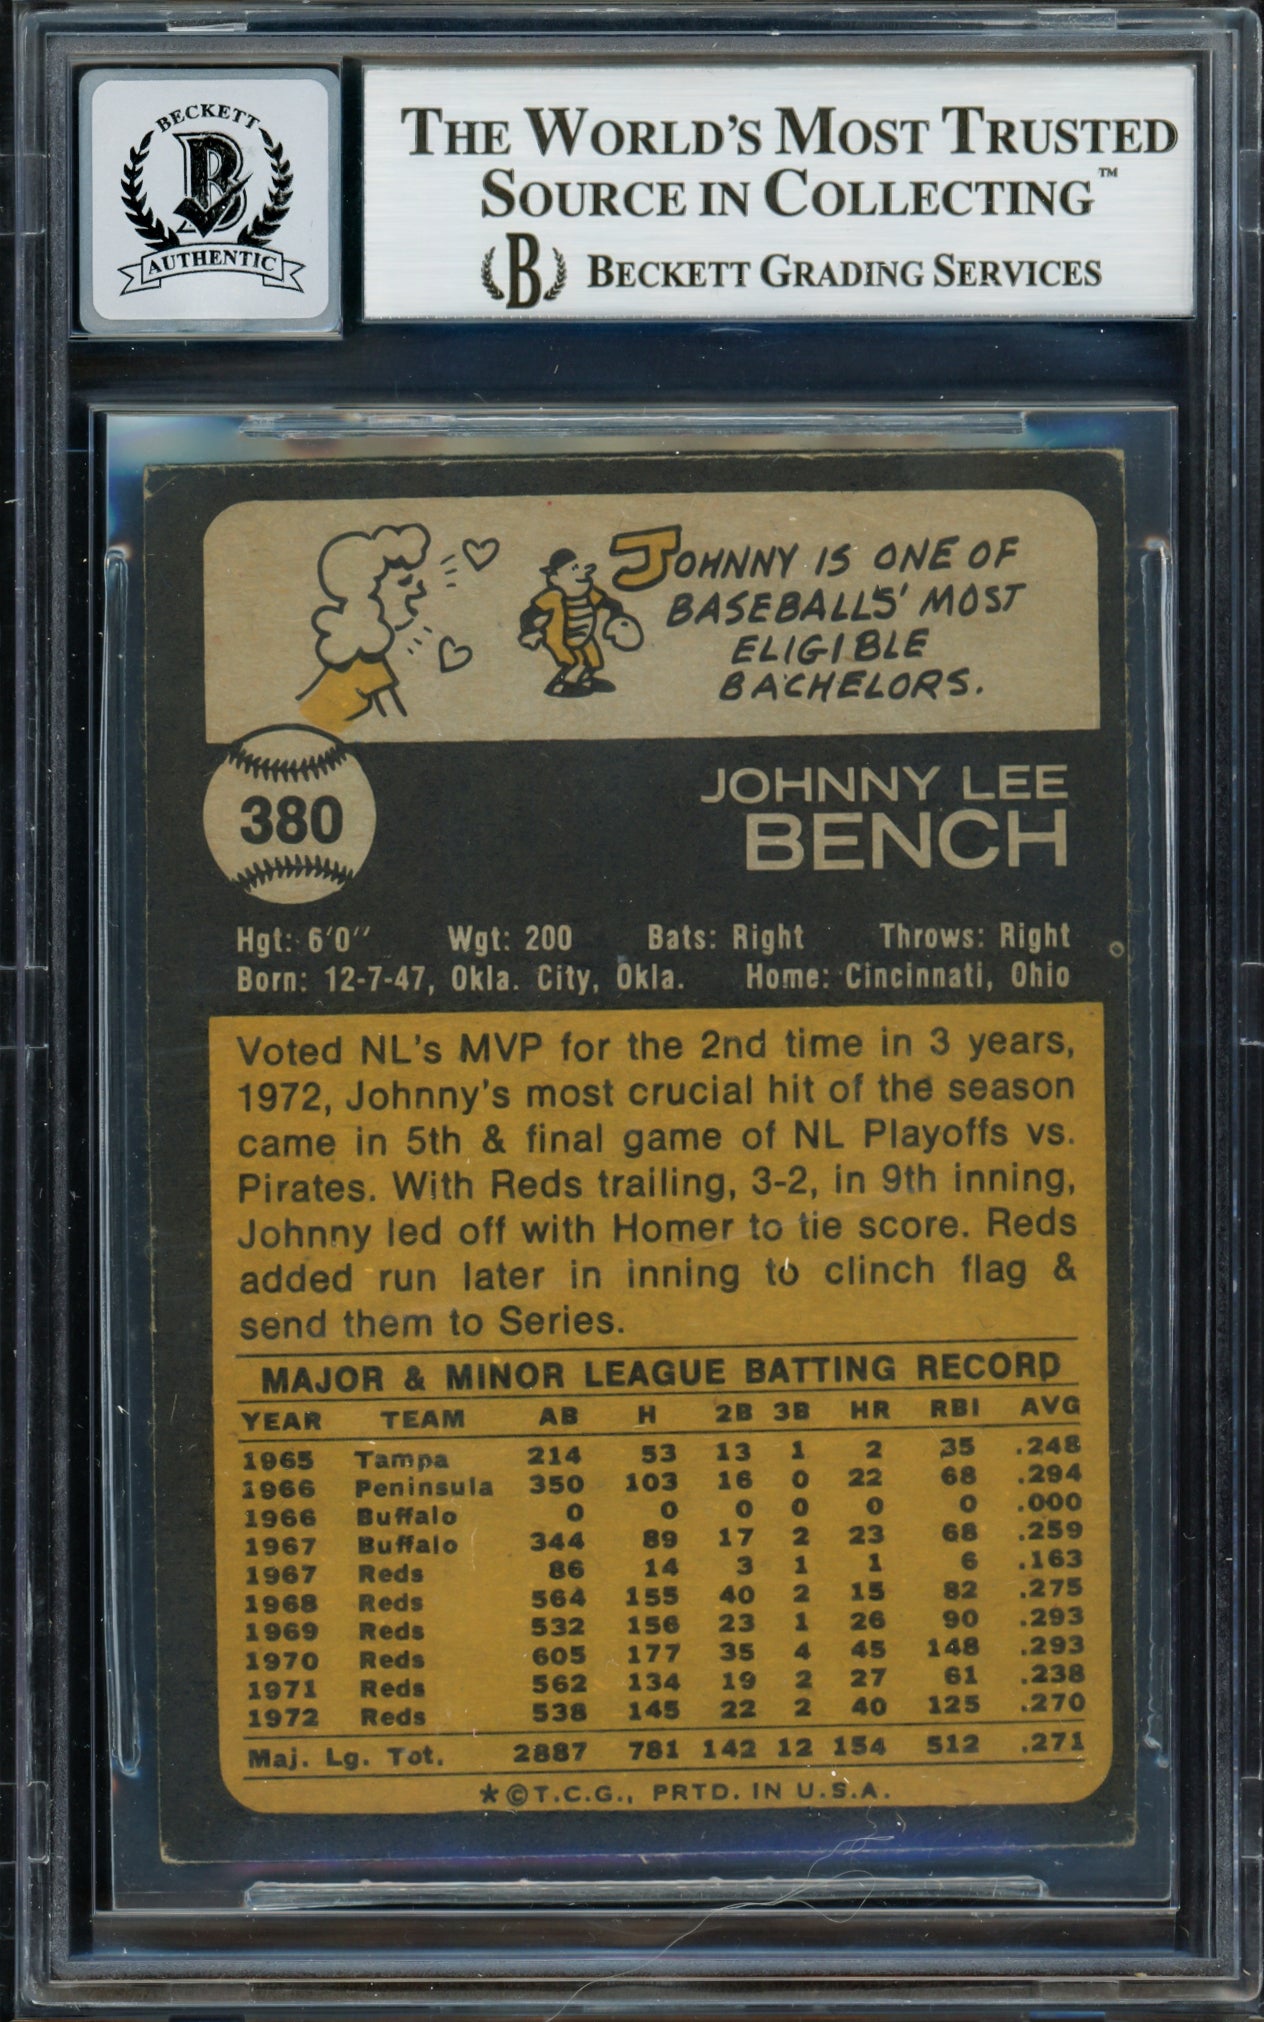 BECKETT
B
AUTHENTIC
THE WORLD'S MOST TRUSTED
SOURCE IN COLLECTING™
B BECKETT GRADING SERVICES
JOHNNY IS ONE OF
BASEBALLS' MOST
ELIGIBLE
BACHELORS.
380
JOHNNY LEE
BENCH
Hgt: 6'0" Wgt: 200 Bats: Right Throws: Right
Born: 12-7-47, Okla. City, Okla. Home: Cincinnati, Ohio
Voted NL's MVP for the 2nd time in 3 years,
1972, Johnny's most crucial hit of the season
came in 5th & final game of NL Playoffs vs.
Pirates. With Reds trailing, 3-2, in 9th inning,
Johnny led off with Homer to tie score. Reds
added run later in inning to clinch flag &
send them to Series.
MAJOR & MINOR LEAGUE BATTING RECORD
YEAR TEAM AB H 2B 3B HR RBI AVG
1965 Tampa 214 53 13 1 2 35 .248
1966 Peninsula 350 103 16 0 22 68 .294
1966 Buffalo 0 0 0 0 0 0 .000
1967 Buffalo 344 89 17 2 23 68 .259
1967 Reds 86 14 3 1 1 6 .163
1968 Reds 564 155 40 2 15 82 .275
1969 Reds 532 156 23 1 26 90 .293
1970 Reds 605 177 35 4 45 148 .293
1971 Reds 562 134 19 2 27 61 .238
1972 Reds 538 145 22 2 40 125 .270
Maj. Lg. Tot. 2887 781 142 12 154 512 .271
*©T.C.G., PRTD. IN U.S.A.